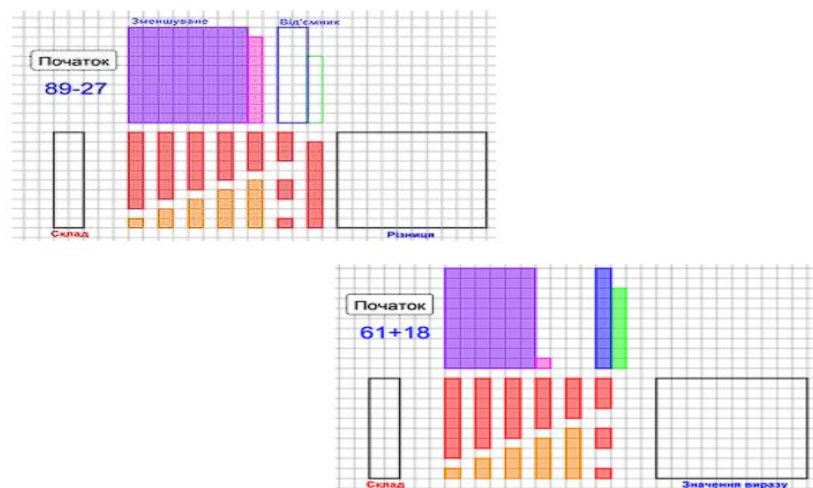 Зменшуване Від'ємник
Початок
89-27
Склад Різниця
Початок
61+18
Склад Значення виразу